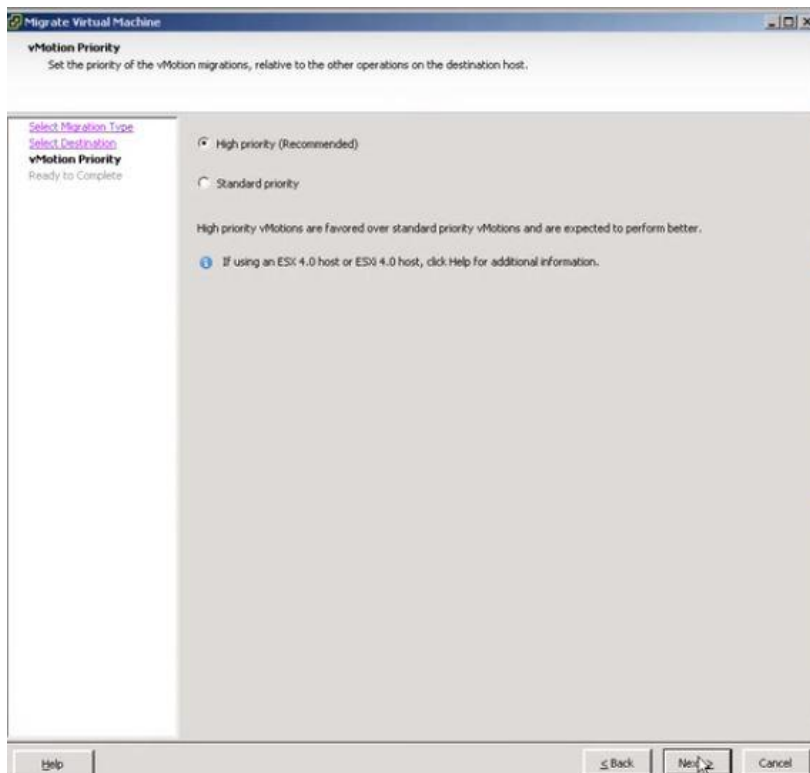 Migrate Virtual Machine
vMotion Priority
Set the priority of the vMotion migrations, relative to the other operations on the destination host.
Select Migration Type
Select Destination
vMotion Priority
Ready to Complete
High priority (Recommended)
Standard priority
High priority vMotions are favored over standard priority vMotions and are expected to perform better.
If using an ESX 4.0 host or ESXi 4.0 host, click Help for additional information.
Help
≤ Back
Next ≥
Cancel